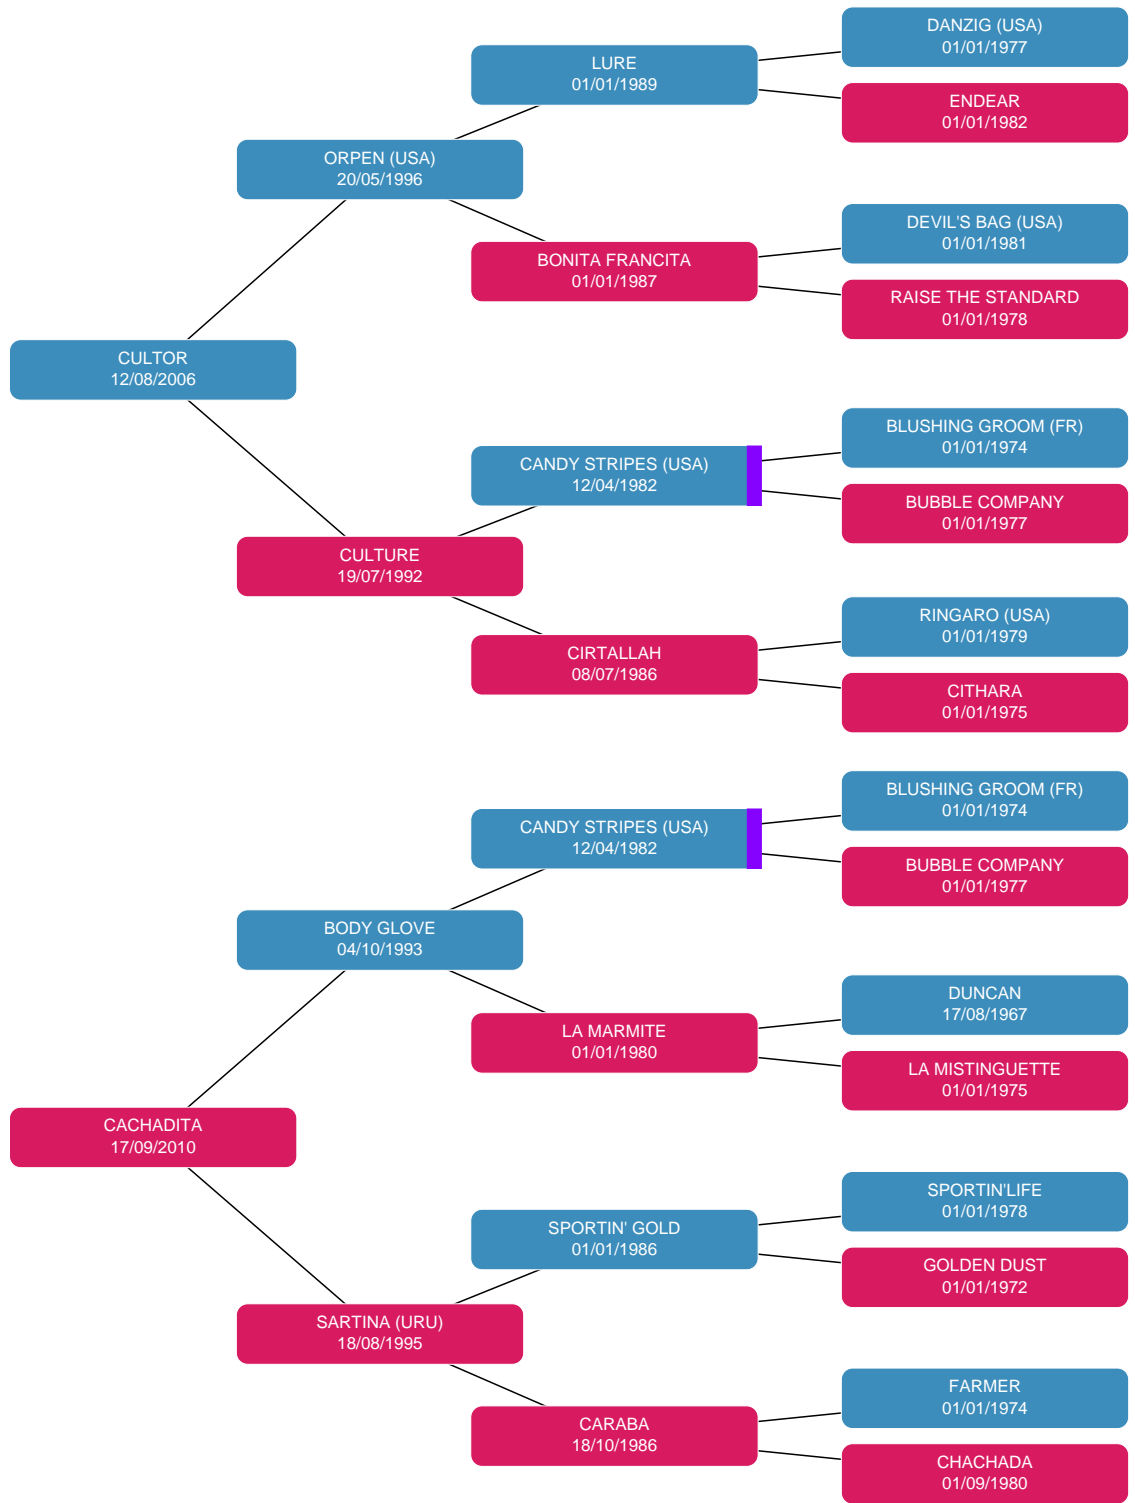 DANZIG (USA)
01/01/1977
LURE
01/01/1989
ENDEAR
01/01/1982
ORPEN (USA)
20/05/1996
DEVIL'S BAG (USA)
01/01/1981
BONITA FRANCITA
01/01/1987
RAISE THE STANDARD
01/01/1978
CULTOR
12/08/2006
BLUSHING GROOM (FR)
01/01/1974
CANDY STRIPES (USA)
12/04/1982
BUBBLE COMPANY
01/01/1977
CULTURE
19/07/1992
RINGARO (USA)
01/01/1979
CIRTALLAH
08/07/1986
CITHARA
01/01/1975
BLUSHING GROOM (FR)
01/01/1974
CANDY STRIPES (USA)
12/04/1982
BUBBLE COMPANY
01/01/1977
BODY GLOVE
04/10/1993
DUNCAN
17/08/1967
LA MARMITE
01/01/1980
LA MISTINGUETTE
01/01/1975
CACHADITA
17/09/2010
SPORTIN'LIFE
01/01/1978
SPORTIN' GOLD
01/01/1986
GOLDEN DUST
01/01/1972
SARTINA (URU)
18/08/1995
FARMER
01/01/1974
CARABA
18/10/1986
CHACHADA
01/09/1980